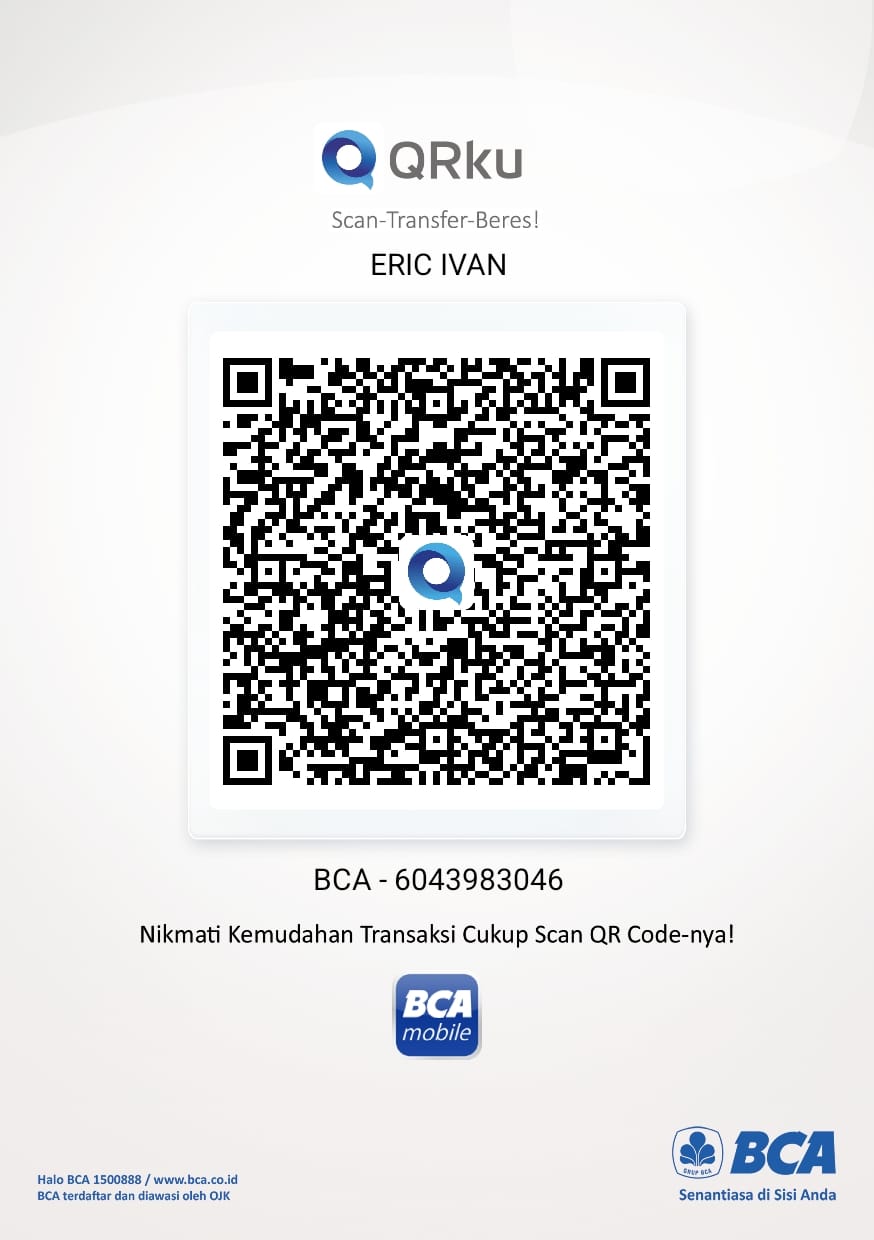 QRku
Scan-Transfer-Beres!
ERIC IVAN
BCA - 6043983046
Nikmati Kemudahan Transaksi Cukup Scan QR Code-nya!
BCA
mobile
GRUP BCA
BCA
Senantiasa di Sisi Anda
Halo BCA 1500888 / www.bca.co.id
BCA terdaftar dan diawasi oleh OJK